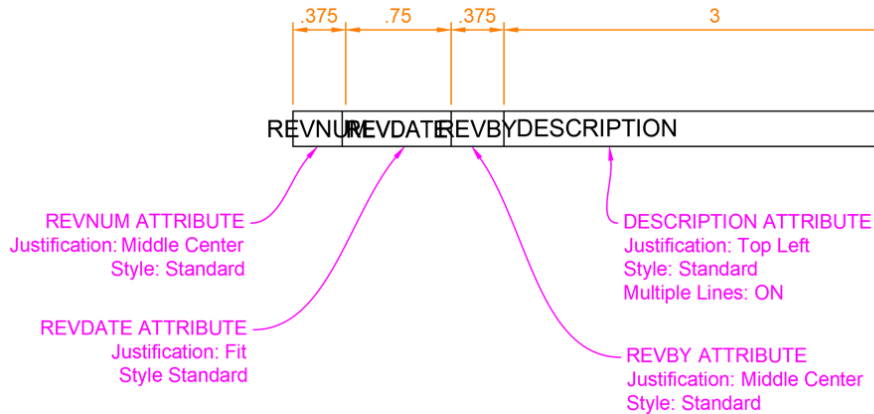 .375 .75 .375 3
REVNUM REVDATE REVBY DESCRIPTION
REVNUM ATTRIBUTE
Justification: Middle Center
Style: Standard
DESCRIPTION ATTRIBUTE
Justification: Top Left
Style: Standard
Multiple Lines: ON
REVDATE ATTRIBUTE
Justification: Fit
Style Standard
REVBY ATTRIBUTE
Justification: Middle Center
Style: Standard